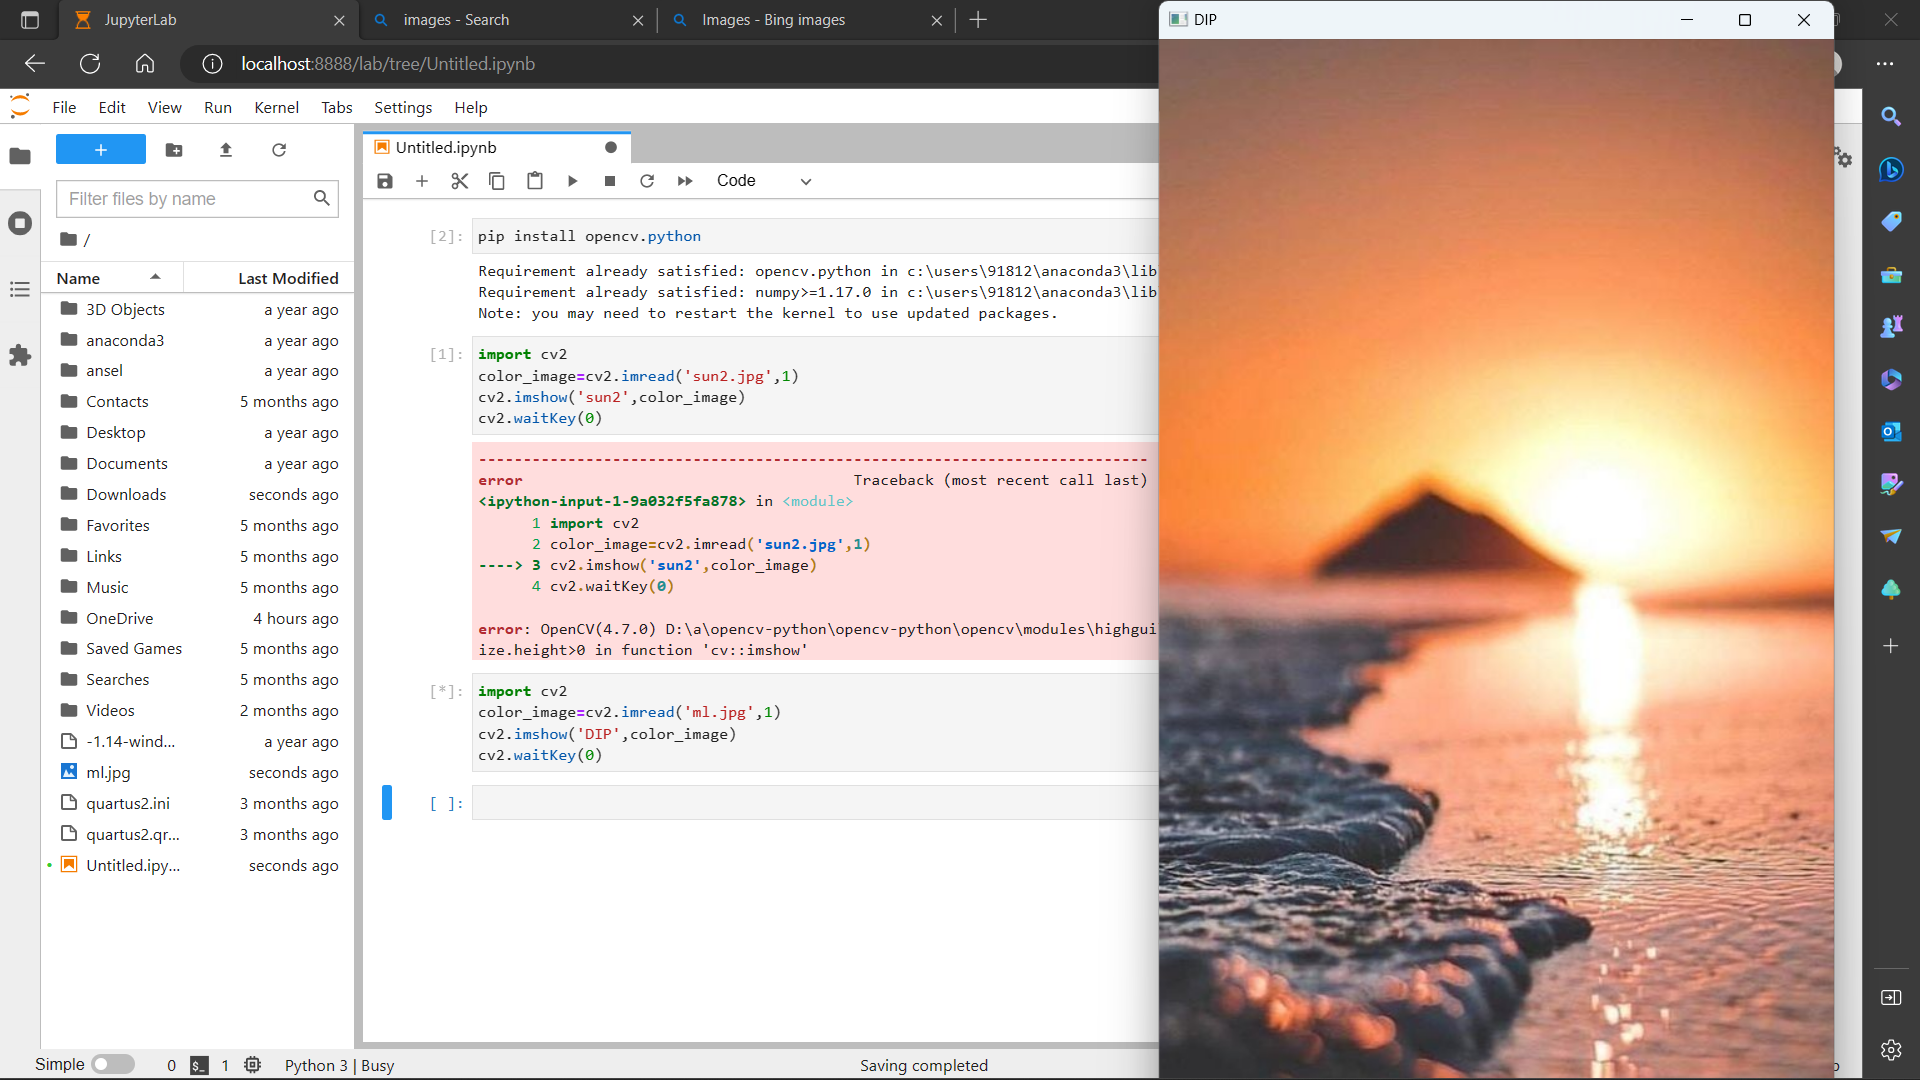 JupyterLab
images - Search
Images - Bing images
DIP
localhost:8888/lab/tree/Untitled.ipynb
File Edit View Run Kernel Tabs Settings Help
Untitled.ipynb
Code
Filter files by name
/
Name Last Modified
3D Objects a year ago
anaconda3 a year ago
ansel a year ago
Contacts 5 months ago
Desktop a year ago
Documents a year ago
Downloads seconds ago
Favorites 5 months ago
Links 5 months ago
Music 5 months ago
OneDrive 4 hours ago
Saved Games 5 months ago
Searches 5 months ago
Videos 2 months ago
-1.14-wind... a year ago
ml.jpg seconds ago
quartus2.ini 3 months ago
quartus2.qr... 3 months ago
Untitled.ipy... seconds ago
[2]: pip install opencv.python
Requirement already satisfied: opencv.python in c:\users\91812\anaconda3\lib
Requirement already satisfied: numpy>=1.17.0 in c:\users\91812\anaconda3\lib
Note: you may need to restart the kernel to use updated packages.
[1]: import cv2
color_image=cv2.imread('sun2.jpg',1)
cv2.imshow('sun2',color_image)
cv2.waitKey(0)
---------------------------------------------------------------------------
error Traceback (most recent call last)
<ipython-input-1-9a032f5fa878> in <module>
1 import cv2
2 color_image=cv2.imread('sun2.jpg',1)
----> 3 cv2.imshow('sun2',color_image)
4 cv2.waitKey(0)
error: OpenCV(4.7.0) D:\a\opencv-python\opencv-python\opencv\modules\highgui
ize.height>0 in function 'cv::imshow'
[*]: import cv2
color_image=cv2.imread('ml.jpg',1)
cv2.imshow('DIP',color_image)
cv2.waitKey(0)
[ ]:
Simple 0 $_ 1 Python 3 | Busy Saving completed